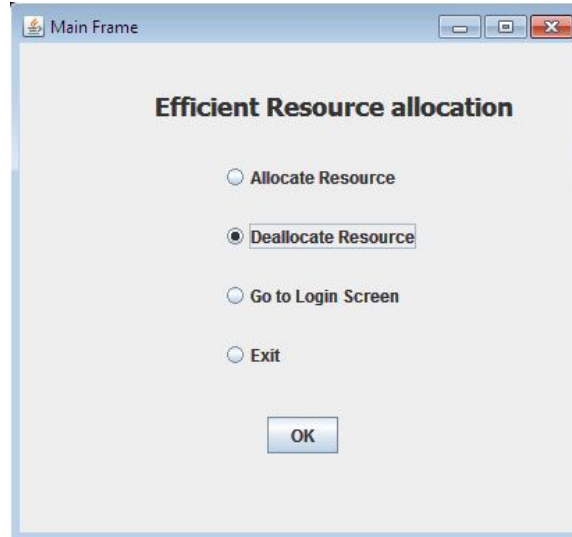 Main Frame
Efficient Resource allocation
Allocate Resource
Deallocate Resource
Go to Login Screen
Exit
OK